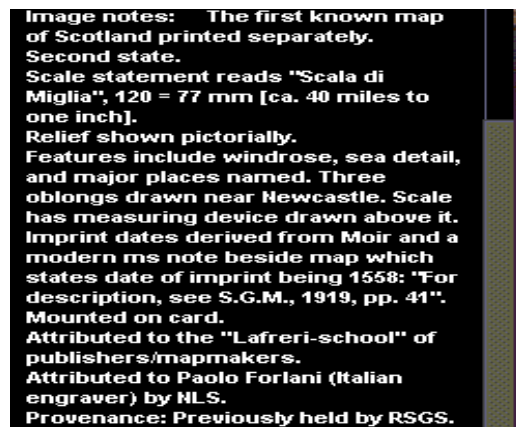 Image notes:    The first known map
of Scotland printed separately.
Second state.
Scale statement reads "Scala di
Miglia", 120 = 77 mm [ca. 40 miles to
one inch].
Relief shown pictorially.
Features include windrose, sea detail,
and major places named. Three
oblongs drawn near Newcastle. Scale
has measuring device drawn above it.
Imprint dates derived from Moir and a
modern ms note beside map which
states date of imprint being 1558: "For
description, see S.G.M., 1919, pp. 41".
Mounted on card.
Attributed to the "Lafreri-school" of
publishers/mapmakers.
Attributed to Paolo Forlani (Italian
engraver) by NLS.
Provenance: Previously held by RSGS.